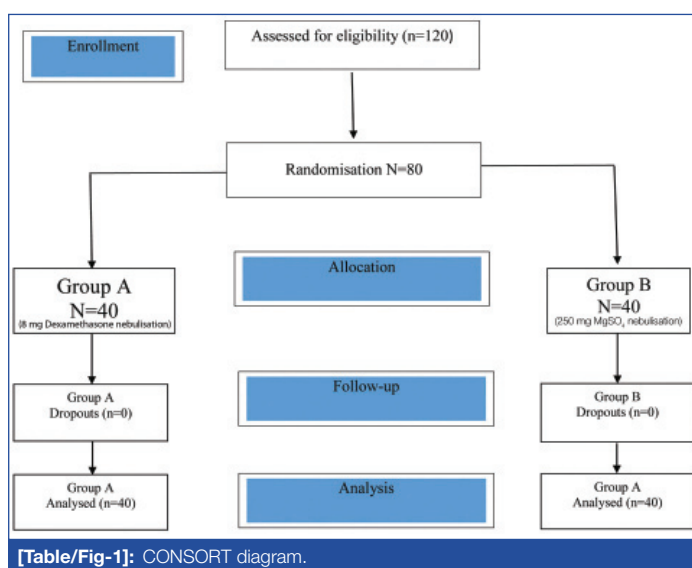 Enrollment
Assessed for eligibility (n=120)
Randomisation N=80
Allocation
Group A
N=40
(8 mg Dexamethasone nebulisation)
Group B
N=40
(250 mg MgSO₄ nebulisation)
Follow-up
Group A
Dropouts (n=0)
Group B
Dropouts (n=0)
Analysis
Group A
Analysed (n=40)
Group A
Analysed (n=40)
[Table/Fig-1]: CONSORT diagram.